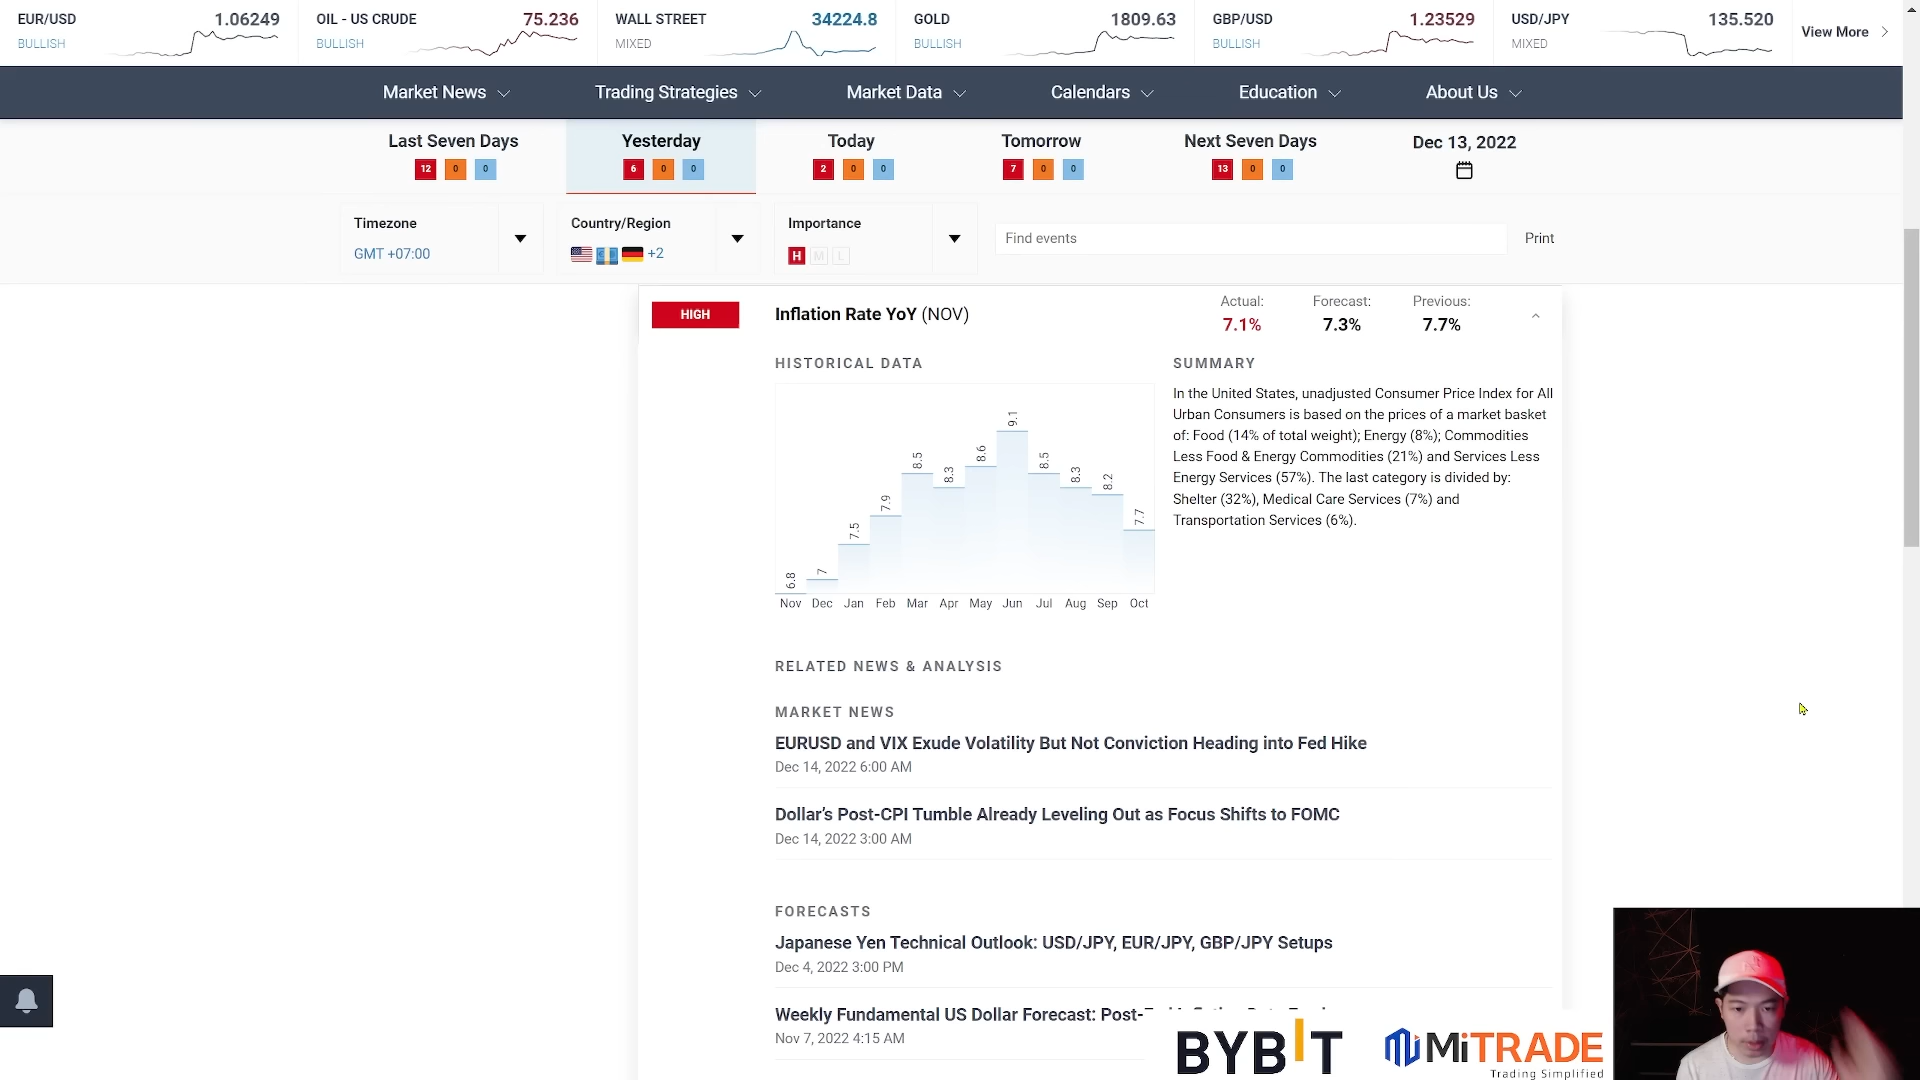 EUR/USD 1.06249
BULLISH
OIL - US CRUDE 75.236
BULLISH
WALL STREET 34224.8
MIXED
GOLD 1809.63
BULLISH
GBP/USD 1.23529
BULLISH
USD/JPY 135.520
MIXED
View More
Market News Trading Strategies Market Data Calendars Education About Us
Last Seven Days Yesterday Today Tomorrow Next Seven Days Dec 13, 2022
12 0 0 6 0 0 2 0 0 7 0 0 13 0 0
Timezone Country/Region Importance
GMT +07:00 +2 H M L
Find events Print
HIGH Inflation Rate YoY (NOV)
Actual: Forecast: Previous:
7.1% 7.3% 7.7%
HISTORICAL DATA
6.8 7 7.5 7.9 8.5 8.3 8.6 9.1 8.5 8.3 8.2 7.7
Nov Dec Jan Feb Mar Apr May Jun Jul Aug Sep Oct
SUMMARY
In the United States, unadjusted Consumer Price Index for All
Urban Consumers is based on the prices of a market basket
of: Food (14% of total weight); Energy (8%); Commodities
Less Food & Energy Commodities (21%) and Services Less
Energy Services (57%). The last category is divided by:
Shelter (32%), Medical Care Services (7%) and
Transportation Services (6%).
RELATED NEWS & ANALYSIS
MARKET NEWS
EURUSD and VIX Exude Volatility But Not Conviction Heading into Fed Hike
Dec 14, 2022 6:00 AM
Dollar's Post-CPI Tumble Already Leveling Out as Focus Shifts to FOMC
Dec 14, 2022 3:00 AM
FORECASTS
Japanese Yen Technical Outlook: USD/JPY, EUR/JPY, GBP/JPY Setups
Dec 4, 2022 3:00 PM
Weekly Fundamental US Dollar Forecast: Post-
Nov 7, 2022 4:15 AM
BYBIT
MiTRADE
Trading Simplified